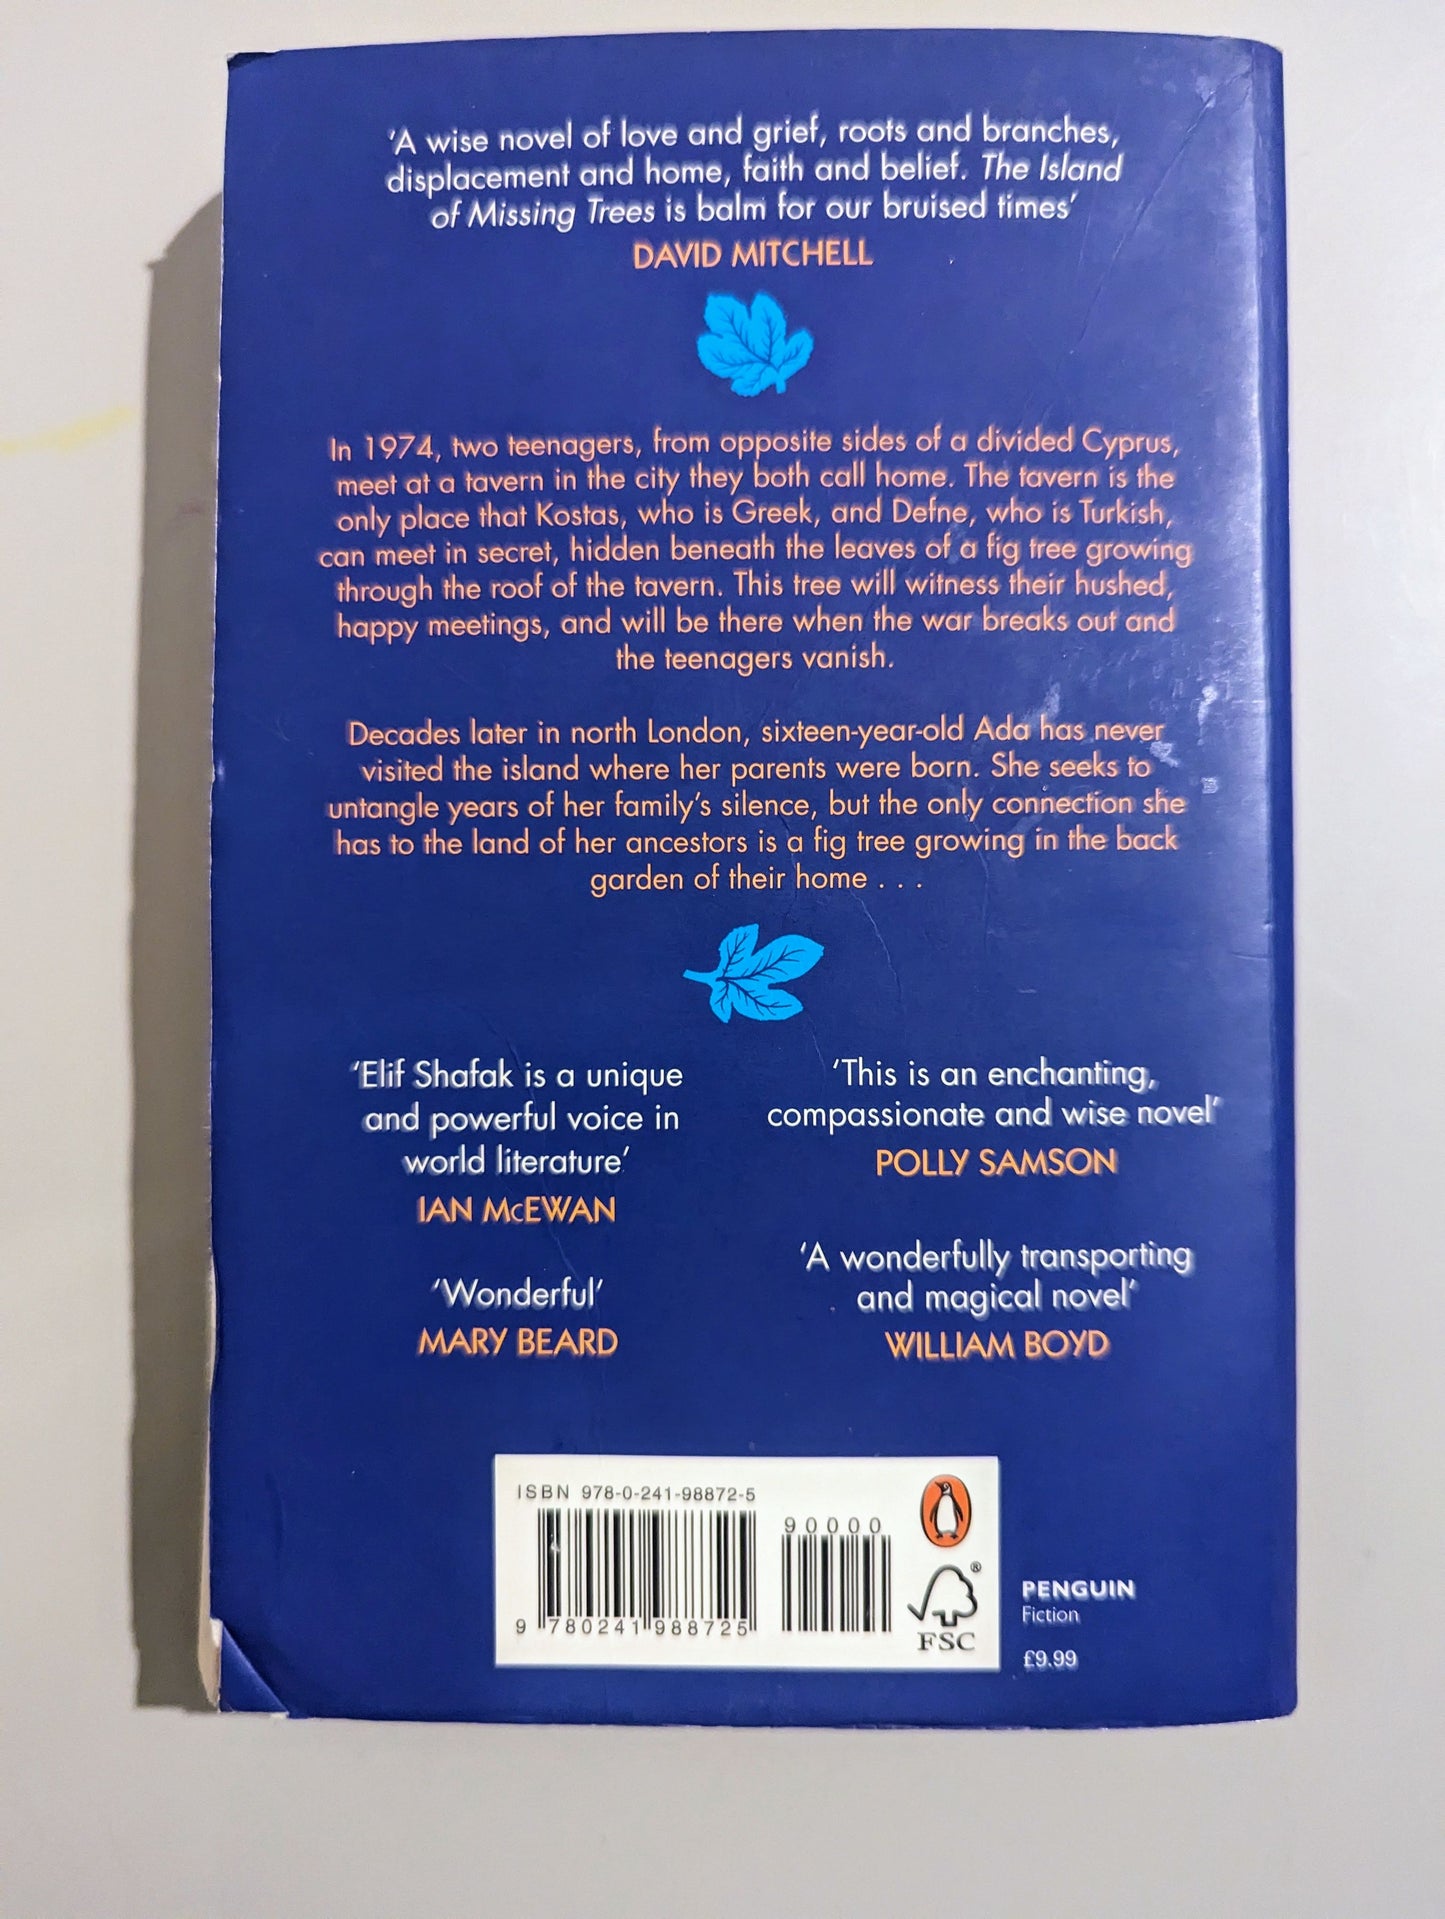 ‘A wise novel of love and grief, roots and branches,
displacement and home, faith and belief. The Island
of Missing Trees is balm for our bruised times’
DAVID MITCHELL
In 1974, two teenagers, from opposite sides of a divided Cyprus,
meet at a tavern in the city they both call home. The tavern is the
only place that Kostas, who is Greek, and Defne, who is Turkish,
can meet in secret, hidden beneath the leaves of a fig tree growing
through the roof of the tavern. This tree will witness their hushed,
happy meetings, and will be there when the war breaks out and
the teenagers vanish.
Decades later in north London, sixteen-year-old Ada has never
visited the island where her parents were born. She seeks to
untangle years of her family’s silence, but the only connection she
has to the land of her ancestors is a fig tree growing in the back
garden of their home . . .
‘Elif Shafak is a unique
and powerful voice in
world literature’
IAN McEWAN
‘Wonderful’
MARY BEARD
‘This is an enchanting,
compassionate and wise novel’
POLLY SAMSON
‘A wonderfully transporting
and magical novel’
WILLIAM BOYD
ISBN 978-0-241-98872-5
90000
9 780241 988725
®
FSC
PENGUIN
Fiction
£9.99